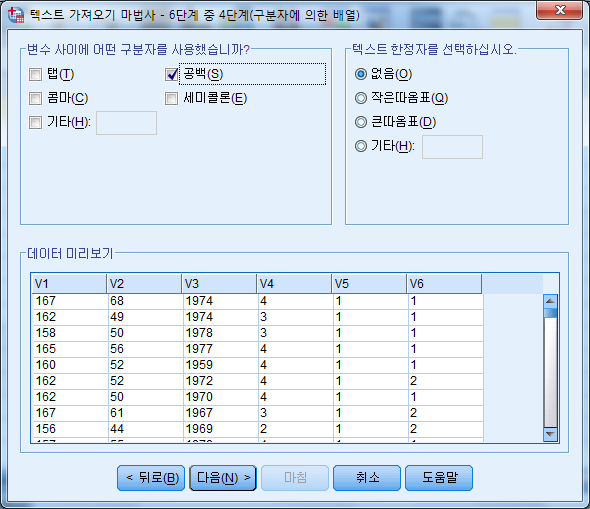 텍스트 가져오기 마법사 - 6단계 중 4단계(구분자에 의한 배열)
변수 사이에 어떤 구분자를 사용했습니까?
탭(T)
공백(S)
콤마(C)
세미콜론(E)
기타(H):
텍스트 한정자를 선택하십시오.
없음(O)
작은따옴표(Q)
큰따옴표(D)
기타(H):
데이터 미리보기
V1 V2 V3 V4 V5 V6
167 68 1974 4 1 1
162 49 1974 3 1 1
158 50 1978 3 1 1
165 56 1977 4 1 1
160 52 1959 4 1 1
162 52 1972 4 1 2
162 50 1970 4 1 1
167 61 1967 3 1 2
156 44 1969 2 1 2
< 뒤로(B) 다음(N) > 마침 취소 도움말